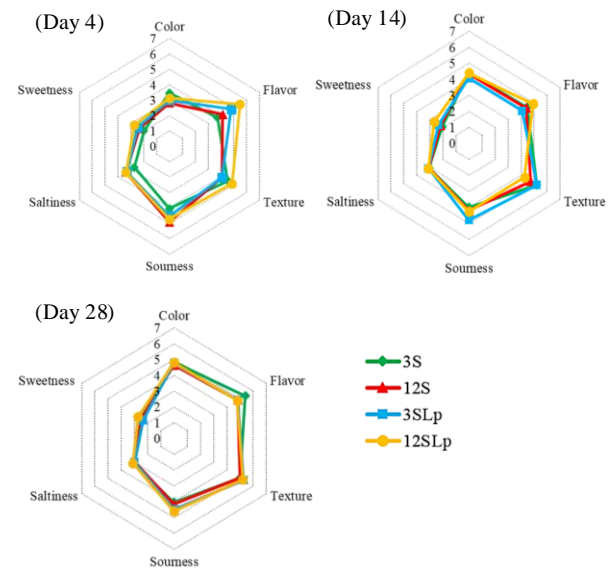 (Day 4)
Color
7
6
5
4
3
2
1
0
Flavor
Texture
Sourness
Saltiness
Sweetness
(Day 14)
Color
7
6
5
4
3
2
1
0
Flavor
Texture
Sourness
Saltiness
Sweetness
(Day 28)
Color
7
6
5
4
3
2
1
0
Flavor
Texture
Sourness
Saltiness
Sweetness
3S
12S
3SLp
12SLp